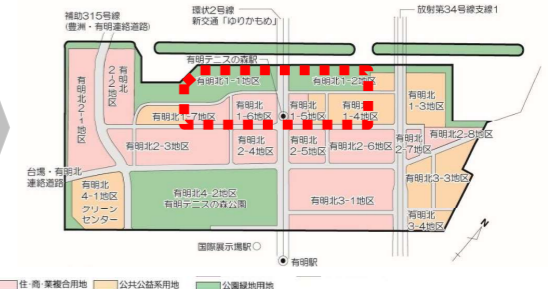 補助315号線
(豊洲・有明連絡道路)
環状2号線
新交通「ゆりかもめ」
放射第34号線支線1
有明テニスの森駅
有明北
2-1地区
有明北
2-2地区
有明北1-1地区
有明北1-2地区
有明北
1-3地区
有明北1-7地区
有明北
1-6地区
有明北
1-5地区
有明北
1-4地区
有明北2-3地区
有明北
2-4地区
有明北
2-5地区
有明北2-6地区
有明北
2-7地区
有明北2-8地区
台場・有明北
連絡道路
有明北
4-1地区
クリーン
センター
有明北4-2地区
有明テニスの森公園
有明北3-1地区
有明北3-3地区
有明北
3-4地区
N
国際展示場駅
有明駅
住・商・業複合用地
公共公益系用地
公園緑地用地